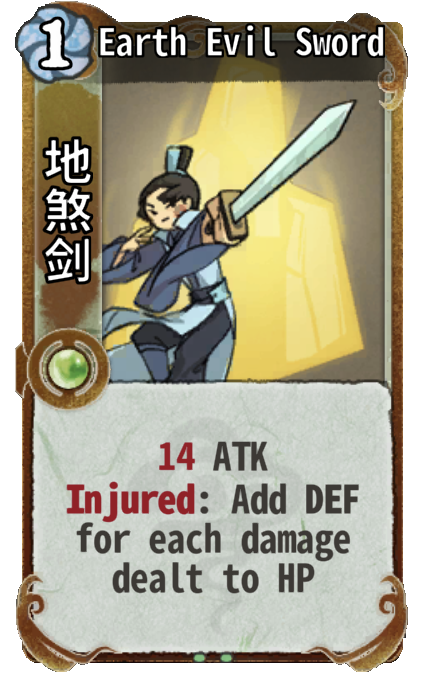 1 Earth Evil Sword
地煞剑
14 ATK
Injured: Add DEF
for each damage
dealt to HP